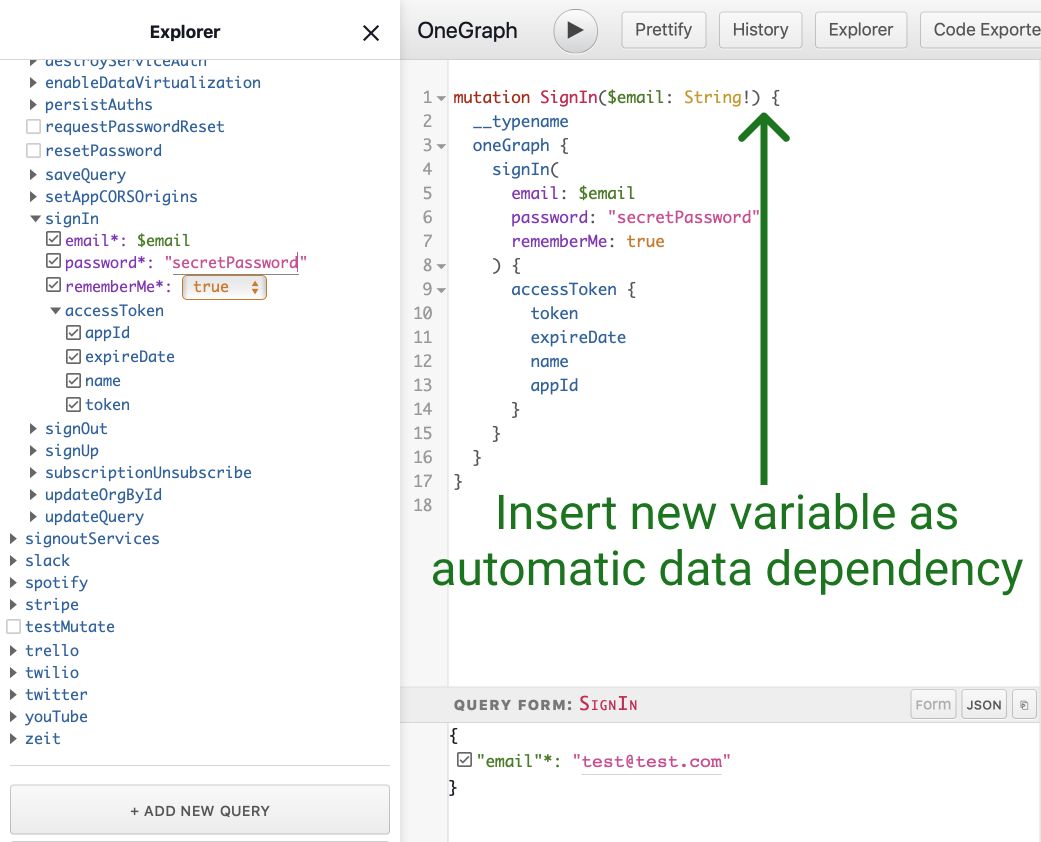 Explorer
destroyServiceAuth
enableDataVirtualization
persistAuths
requestPasswordReset
resetPassword
saveQuery
setAppCORSOrigins
signIn
email*: $email
password*: "secretPassword"
rememberMe*: true
accessToken
appId
expireDate
name
token
signOut
signUp
subscriptionUnsubscribe
updateOrgById
updateQuery
signoutServices
slack
spotify
stripe
testMutate
trello
twilio
twitter
youTube
zeit
+ ADD NEW QUERY
OneGraph
Prettify
History
Explorer
Code Exporte
1 mutation SignIn($email: String!) {
2 __typename
3 oneGraph {
4 signIn(
5 email: $email
6 password: "secretPassword"
7 rememberMe: true
8 ) {
9 accessToken {
10 token
11 expireDate
12 name
13 appId
14 }
15 }
16 }
17 }
18
Insert new variable as
automatic data dependency
QUERY FORM: SIGNIN
Form
JSON
{
"email"*: "test@test.com"
}